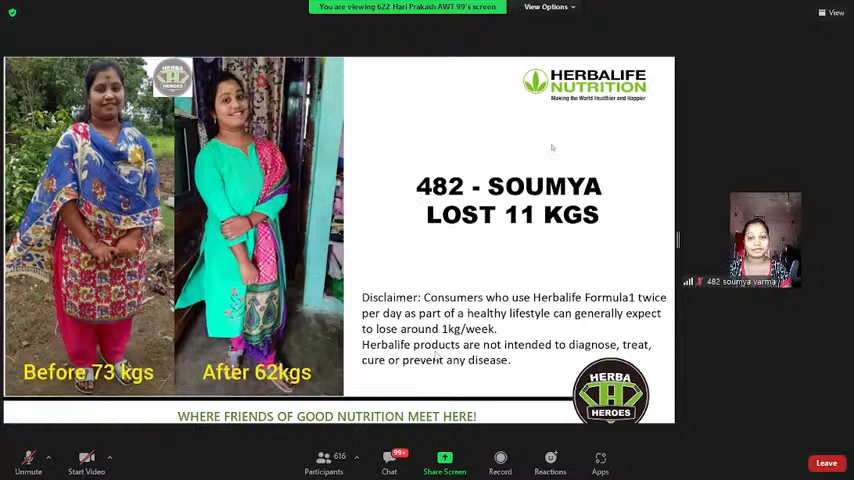 You are viewing 622 Hari Prakash AWT 99's screen
View Options
View
HERBA
H
HEROES
HERBALIFE
NUTRITION
Making the World Healthier and Happier
482 - SOUMYA
LOST 11 KGS
482 soumya varma
Disclaimer: Consumers who use Herbalife Formula1 twice
per day as part of a healthy lifestyle can generally expect
to lose around 1kg/week.
Herbalife products are not intended to diagnose, treat,
cure or prevent any disease.
Before 73 kgs
After 62kgs
HERBA
H
HEROES
WHERE FRIENDS OF GOOD NUTRITION MEET HERE!
Unmute
Start Video
616
Participants
99+
Chat
Share Screen
Record
Reactions
Apps
Leave